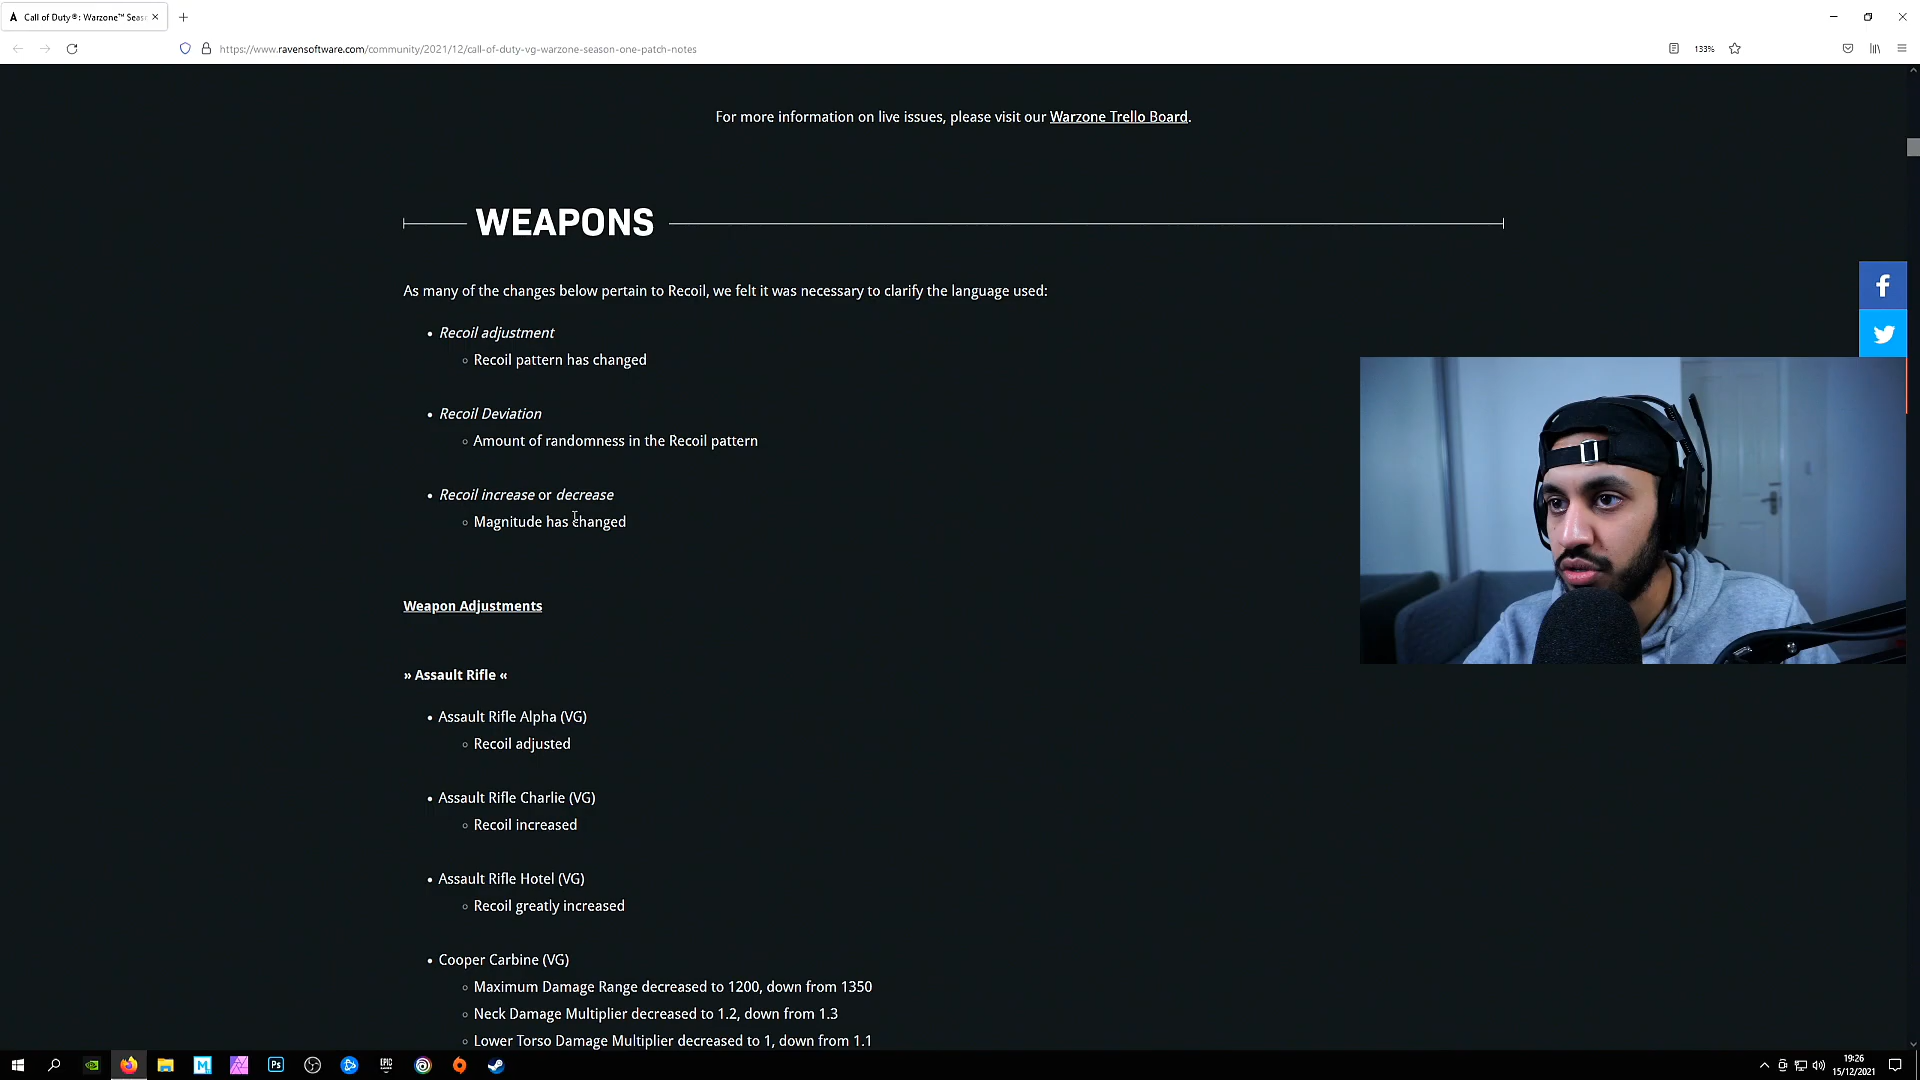 Call of Duty®: Warzone™ Seas
https://www.ravensoftware.com/community/2021/12/call-of-duty-vg-warzone-season-one-patch-notes
133%
For more information on live issues, please visit our Warzone Trello Board.
WEAPONS
As many of the changes below pertain to Recoil, we felt it was necessary to clarify the language used:
• Recoil adjustment
◦ Recoil pattern has changed
• Recoil Deviation
◦ Amount of randomness in the Recoil pattern
• Recoil increase or decrease
◦ Magnitude has changed
Weapon Adjustments
» Assault Rifle «
• Assault Rifle Alpha (VG)
◦ Recoil adjusted
• Assault Rifle Charlie (VG)
◦ Recoil increased
• Assault Rifle Hotel (VG)
◦ Recoil greatly increased
• Cooper Carbine (VG)
◦ Maximum Damage Range decreased to 1200, down from 1350
◦ Neck Damage Multiplier decreased to 1.2, down from 1.3
◦ Lower Torso Damage Multiplier decreased to 1, down from 1.1
Ps
EPIC
19:26
15/12/2021